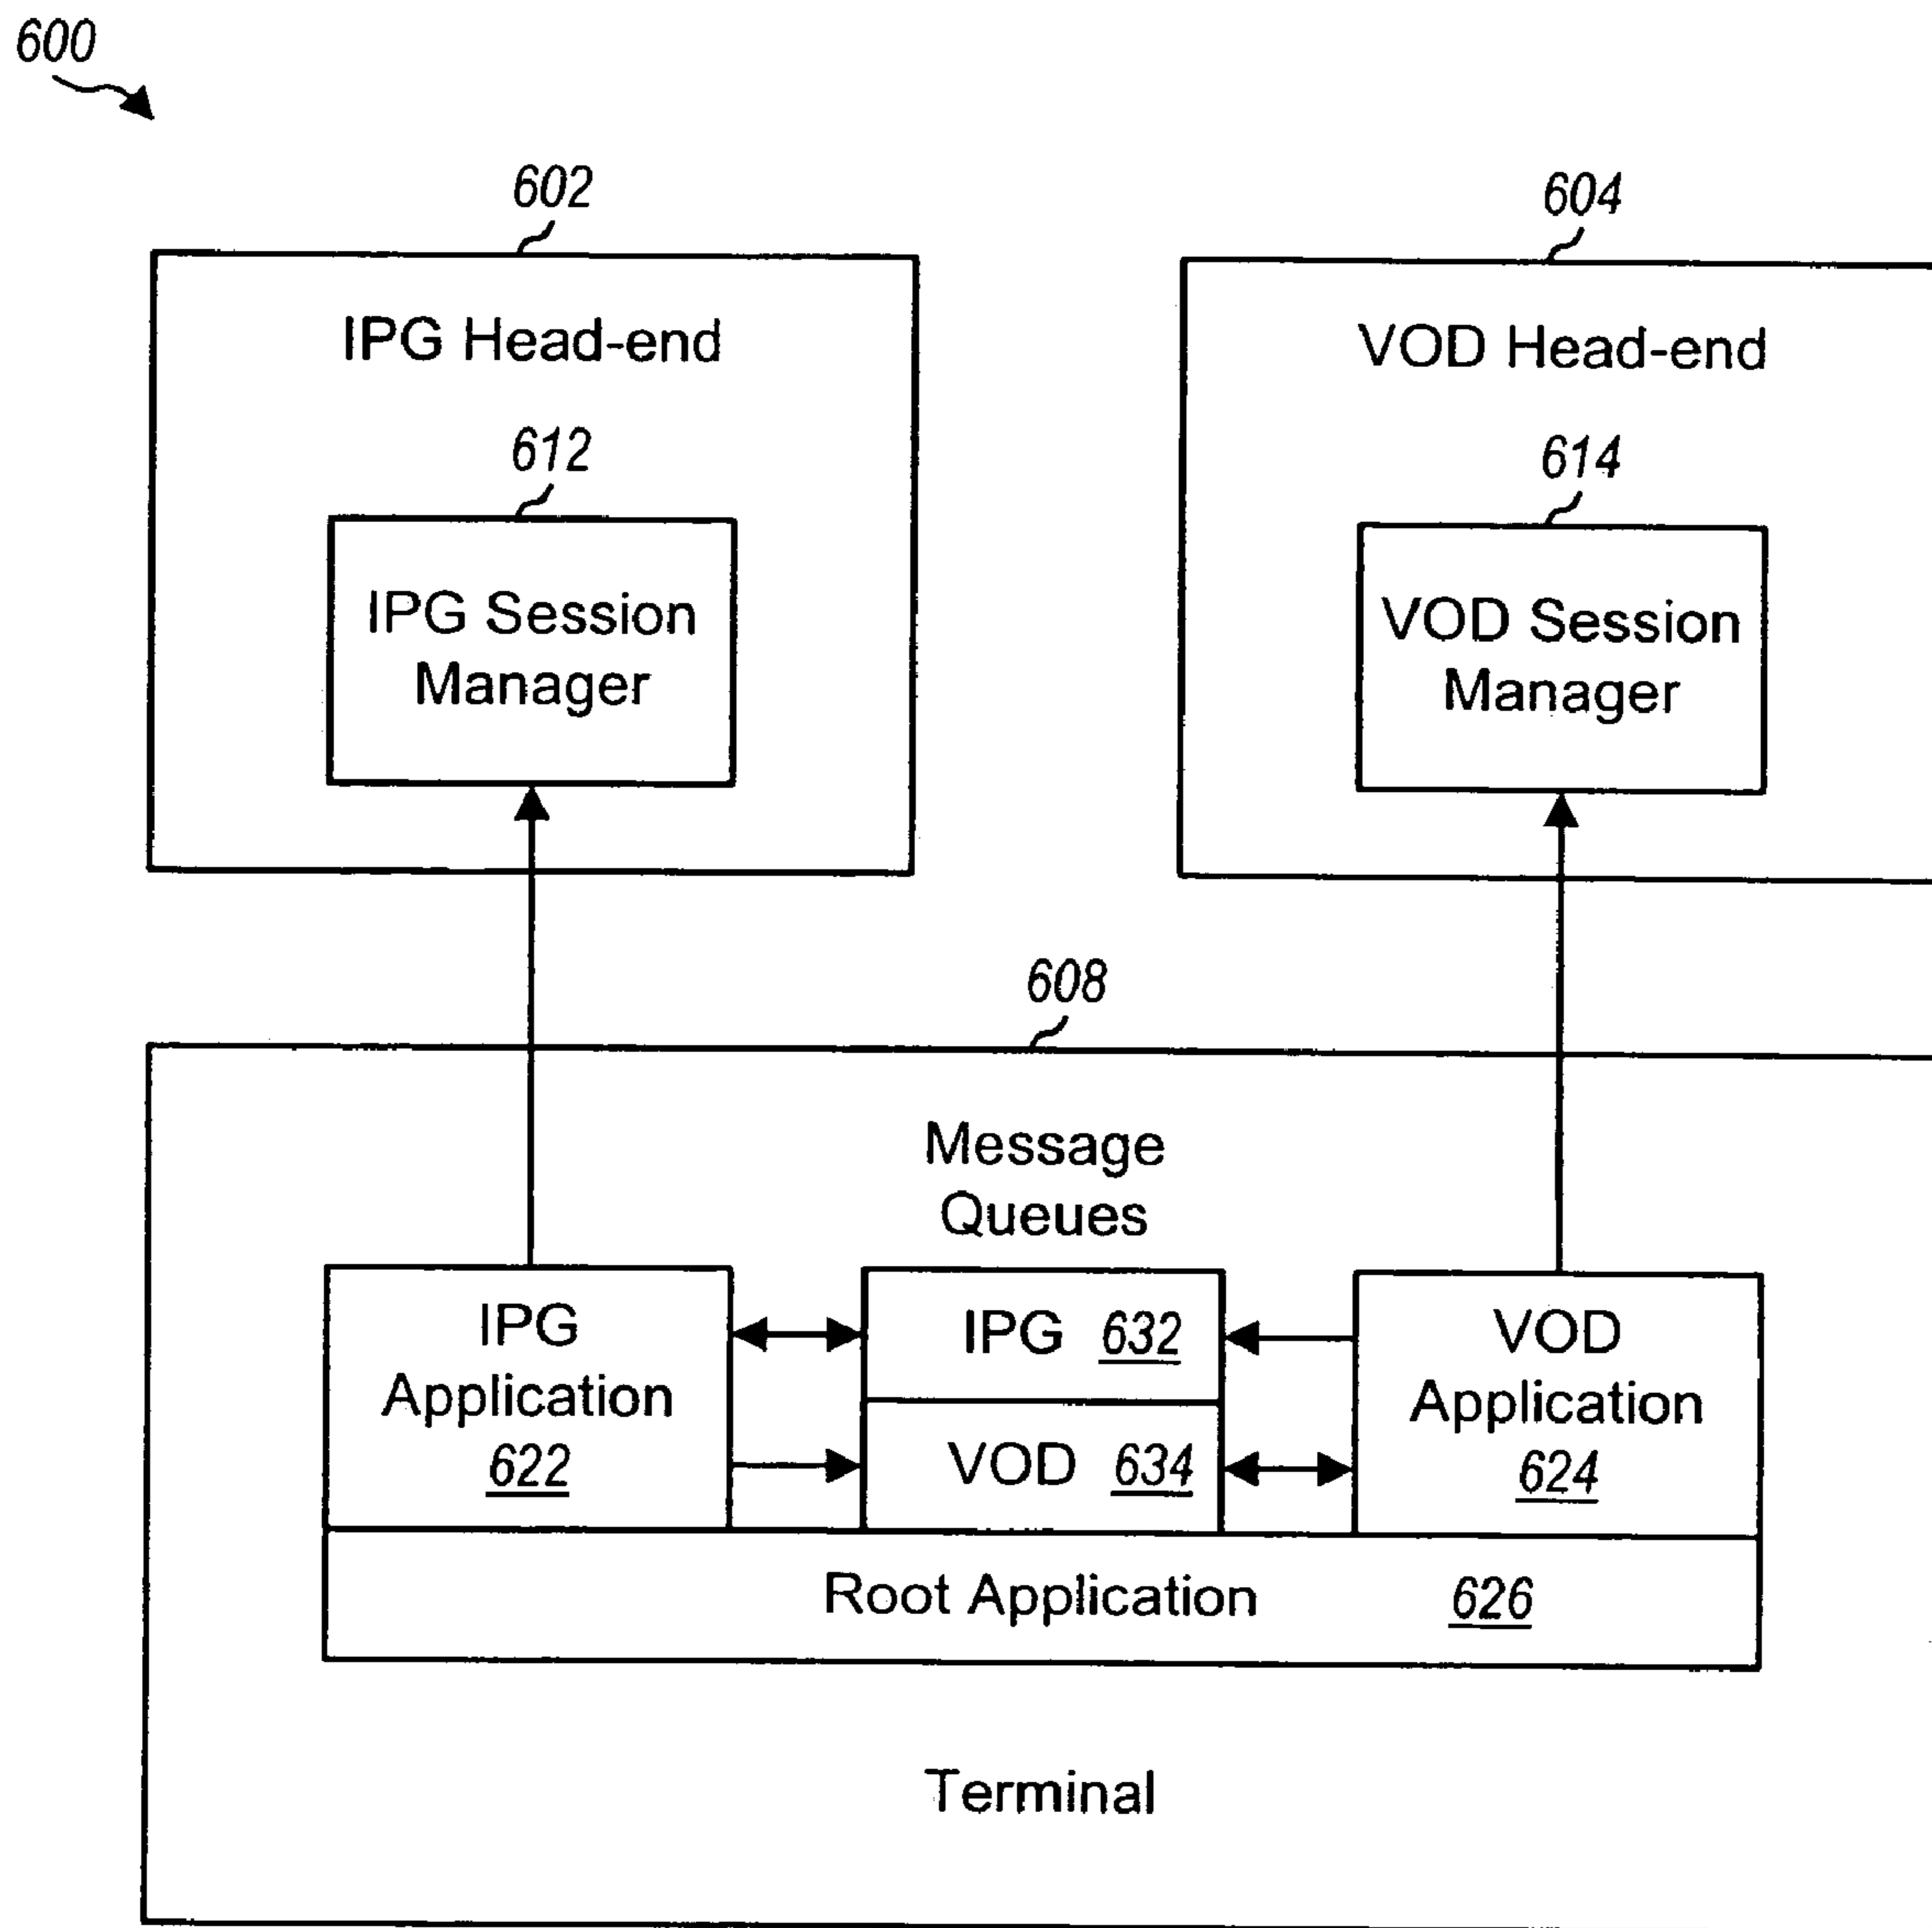 600
602
604
IPG Head-end
VOD Head-end
612
614
IPG Session
Manager
VOD Session
Manager
608
Message
Queues
IPG
Application
622
IPG 632
VOD 634
VOD
Application
624
Root Application 626
Terminal